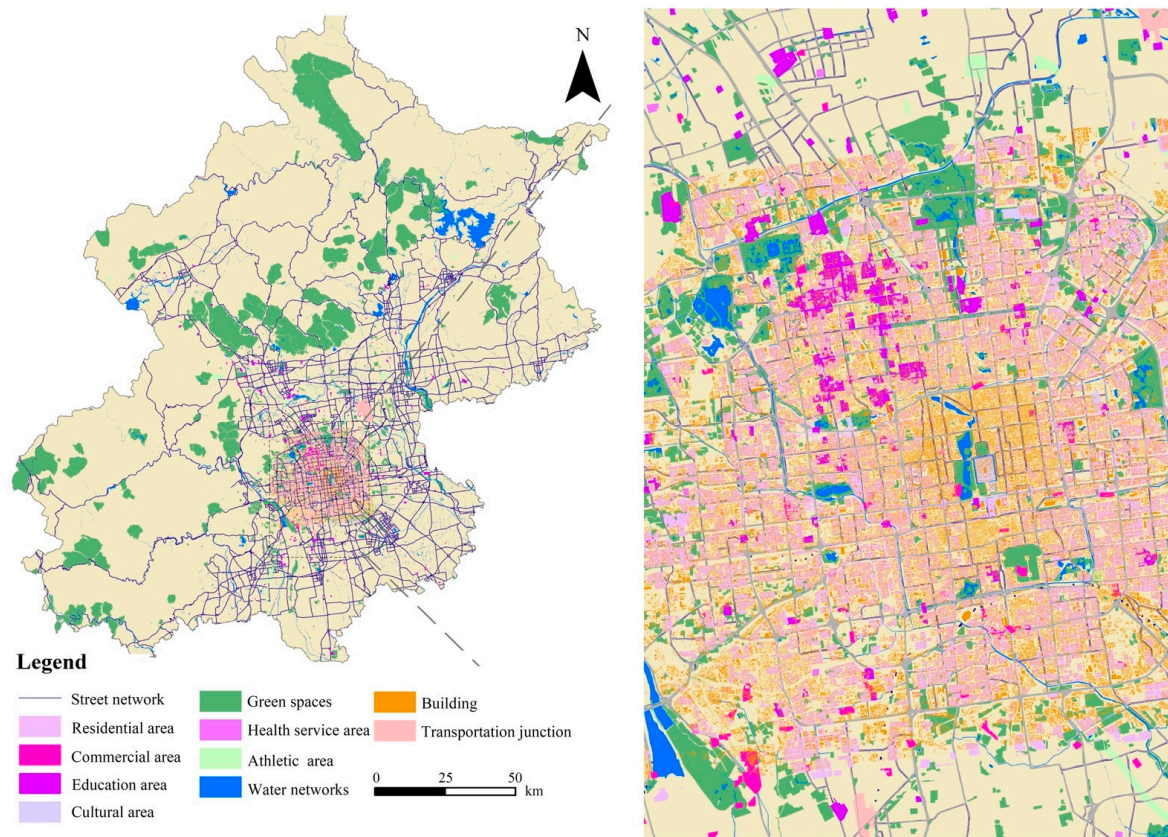 N
Legend
Street network
Residential area
Commercial area
Education area
Cultural area
Green spaces
Health service area
Athletic area
Water networks
Building
Transportation junction
0 25 50
km